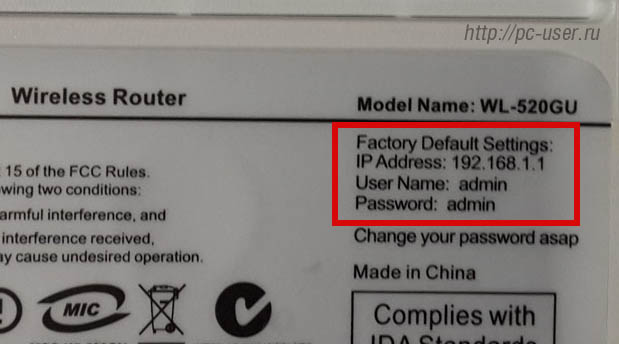 http://pc-user.ru
Wireless Router
Model Name: WL-520GU
Factory Default Settings:
IP Address: 192.168.1.1
User Name: admin
Password: admin
Change your password asap
Made in China
Complies with
IDA Standards
15 of the FCC Rules.
wing two conditions:
armful interference, and
interference received,
ay cause undesired operation.
MIC